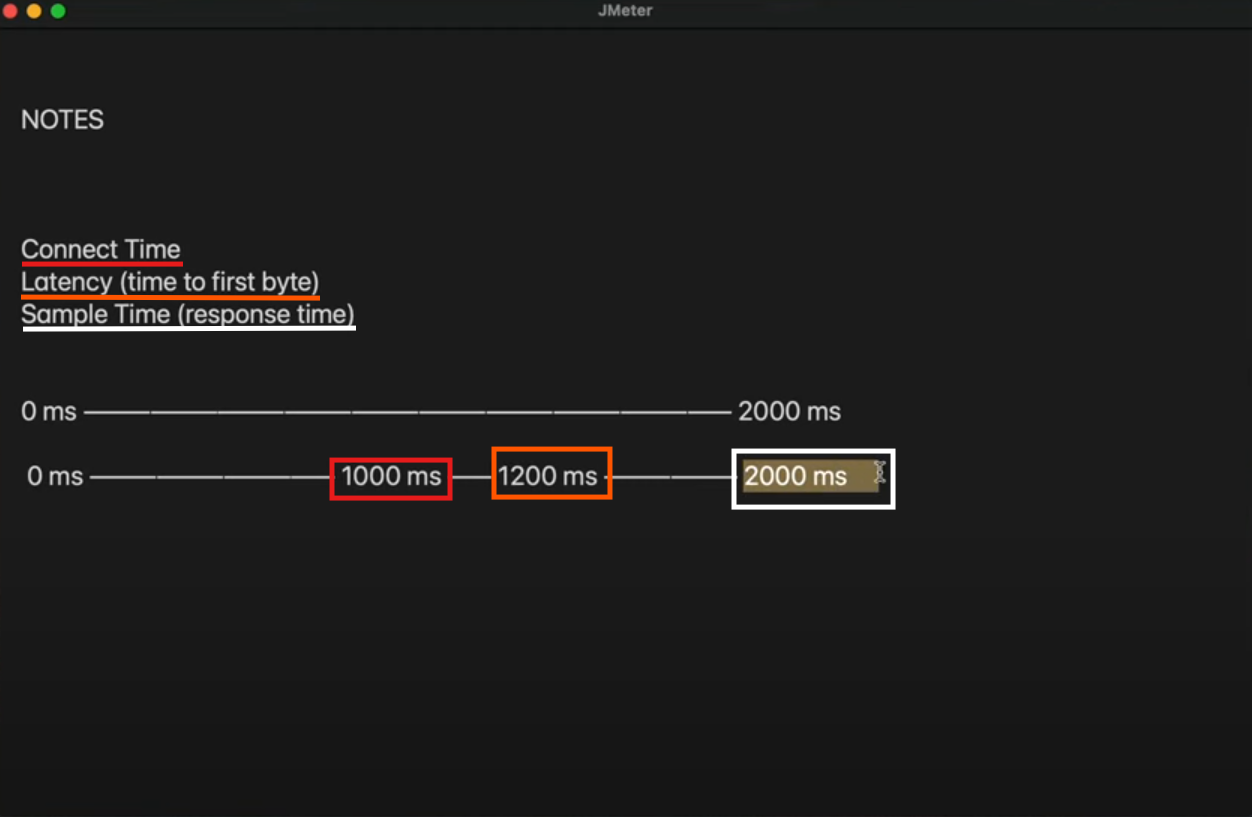 JMeter
NOTES
Connect Time
Latency (time to first byte)
Sample Time (response time)
0 ms —————————— 2000 ms
0 ms ———— 1000 ms — 1200 ms —— 2000 ms